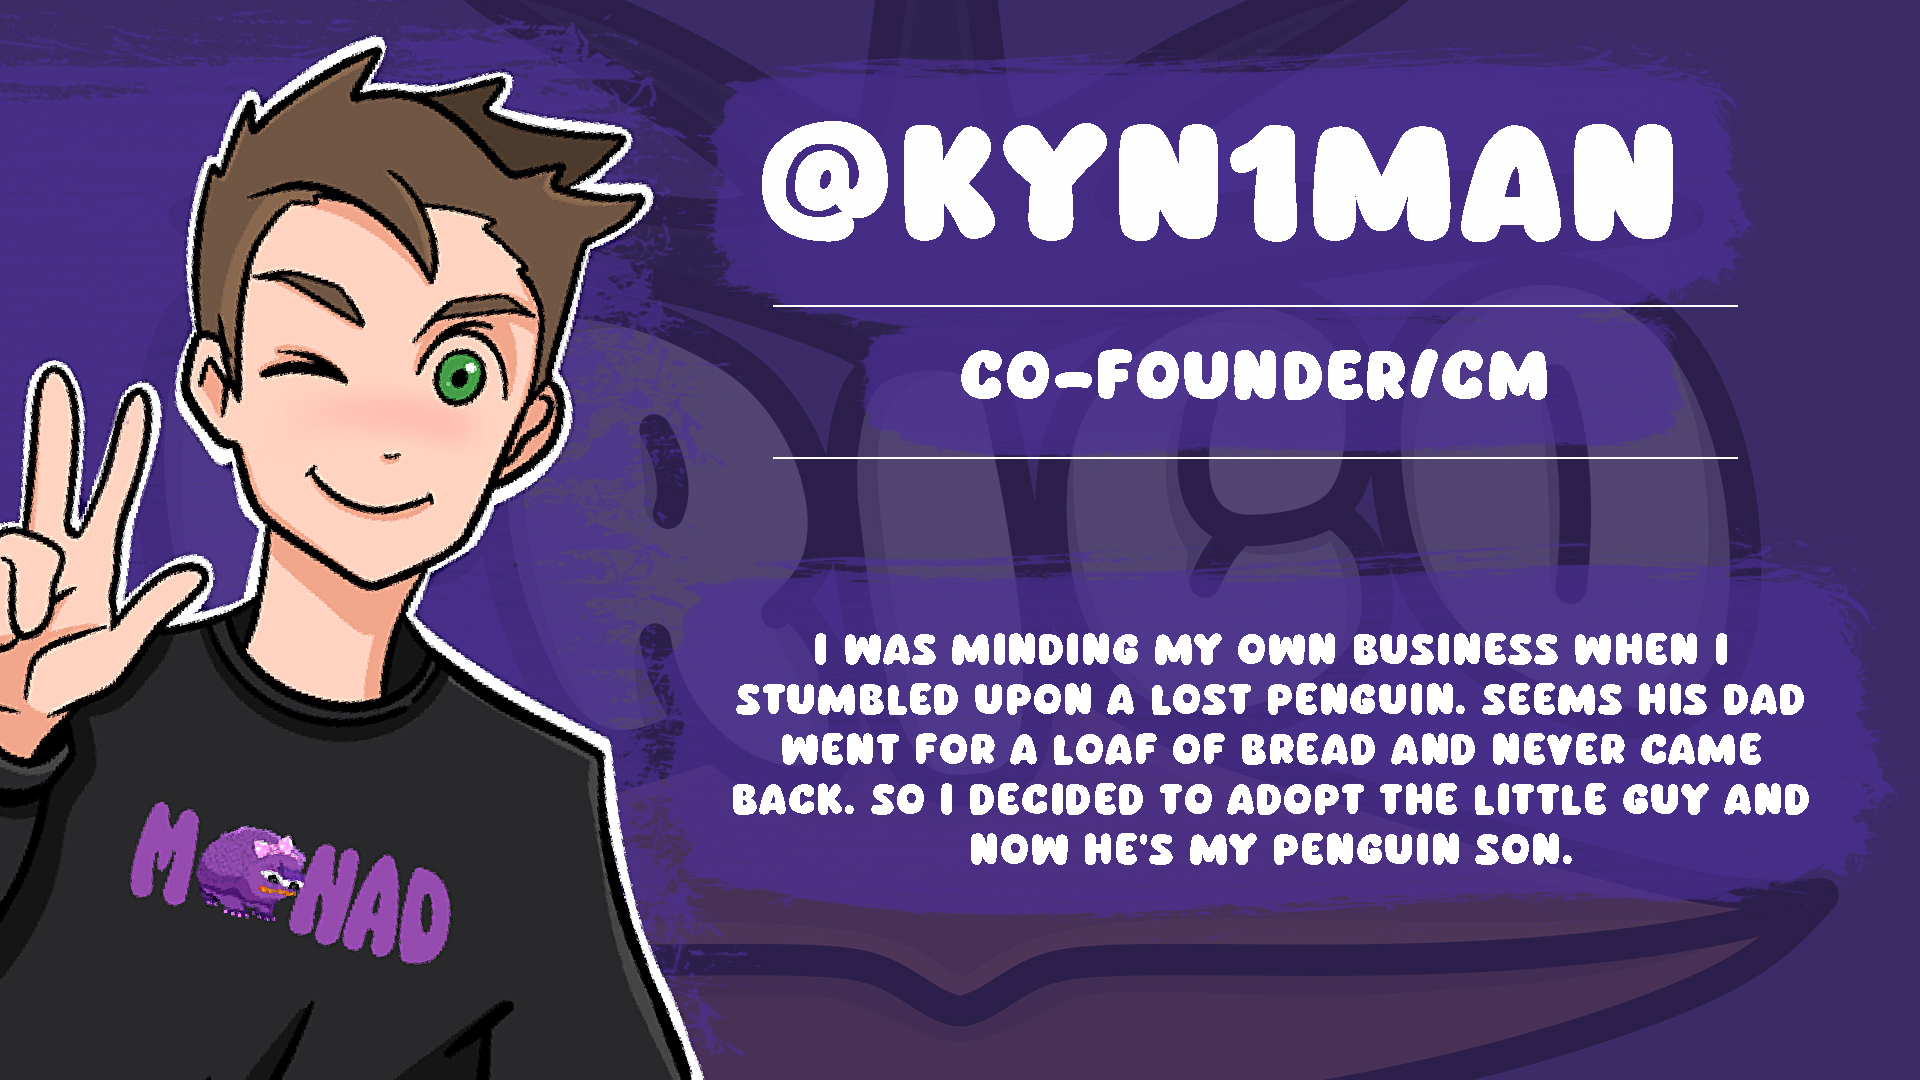 @KYN1MAN
CO-FOUNDER/CM
I WAS MINDING MY OWN BUSINESS WHEN I
STUMBLED UPON A LOST PENGUIN. SEEMS HIS DAD
WENT FOR A LOAF OF BREAD AND NEVER CAME
BACK. SO I DECIDED TO ADOPT THE LITTLE GUY AND
NOW HE'S MY PENGUIN SON.
M NAD
RICO